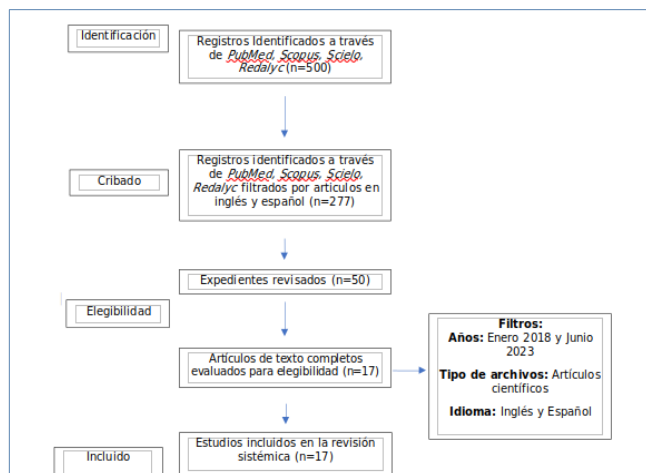 Identificación
Registros Identificados a través
de PubMed, Scopus, Scielo,
Redalyc (n=500)
Cribado
Registros identificados a través
de PubMed, Scopus, Scielo,
Redalyc filtrados por articulos en
inglés y español (n=277)
Expedientes revisados (n=50)
Elegibilidad
Artículos de texto completos
evaluados para elegibilidad (n=17)
Filtros:
Años: Enero 2018 y Junio
2023
Tipo de archivos: Artículos
científicos
Idioma: Inglés y Español
Incluido
Estudios incluidos en la revisión
sistémica (n=17)